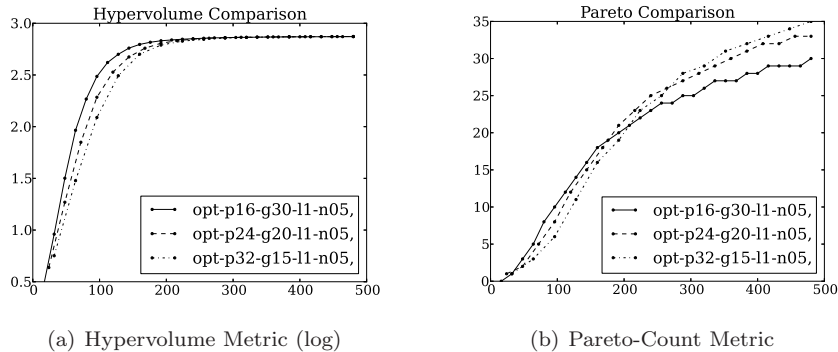 Hypervolume Comparison
3.0
2.5
2.0
1.5
1.0
0.5
0
100
200
300
400
500
opt-p16-g30-l1-n05,
opt-p24-g20-l1-n05,
opt-p32-g15-l1-n05,
(a) Hypervolume Metric (log)
Pareto Comparison
35
30
25
20
15
10
5
0
0
100
200
300
400
500
opt-p16-g30-l1-n05,
opt-p24-g20-l1-n05,
opt-p32-g15-l1-n05,
(b) Pareto-Count Metric